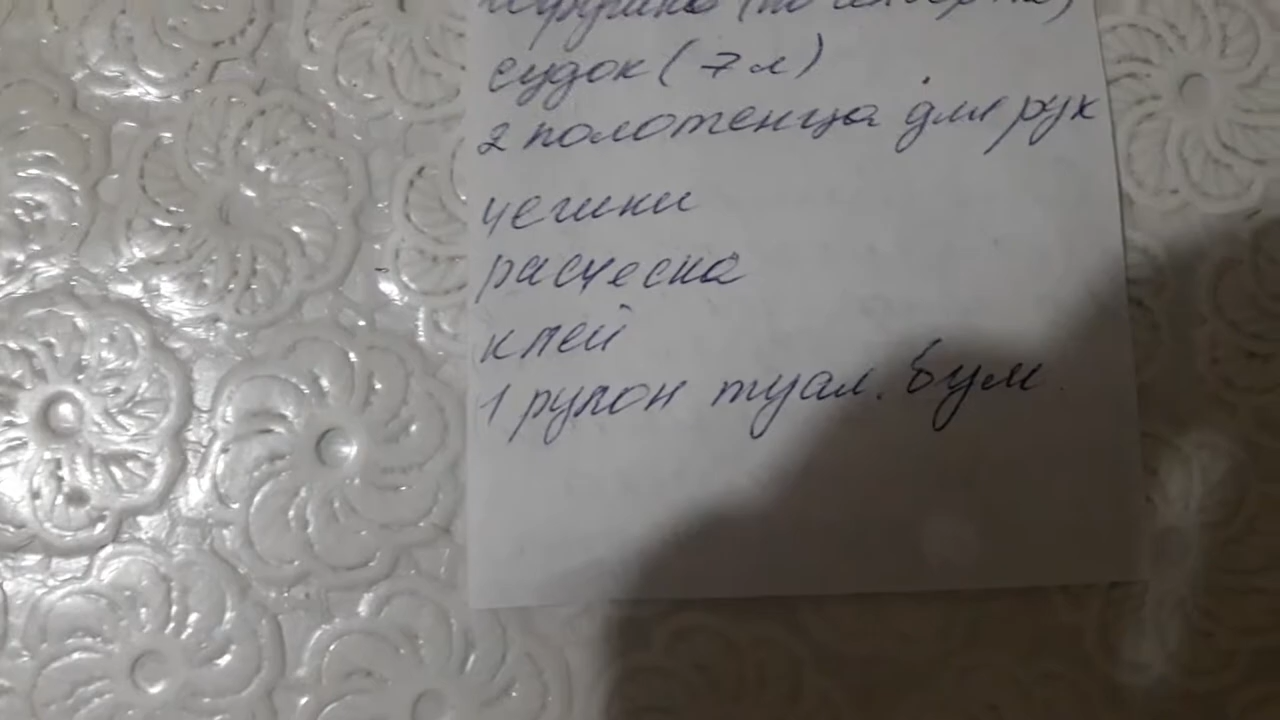 судок (7 л)
2 полотенца для рук
чешки
расческа
клей
1 рулон туал. бум.